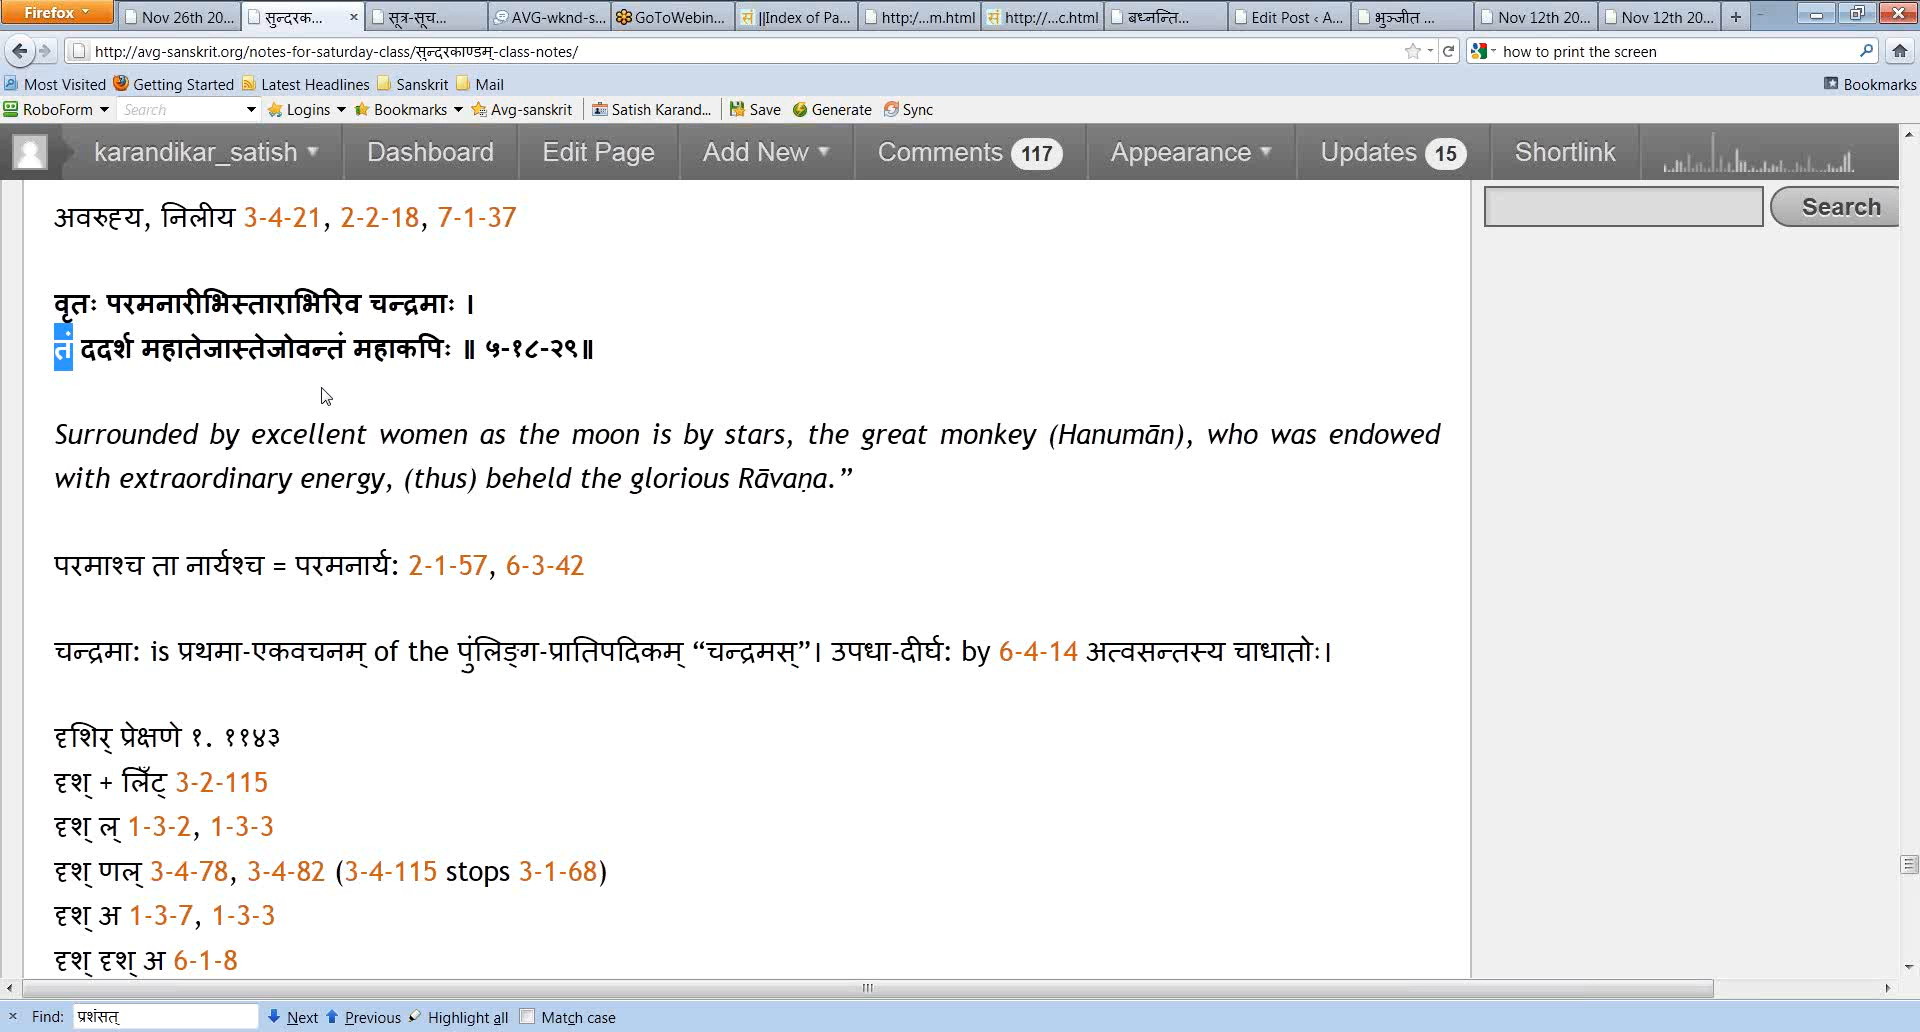 Firefox
Nov 26th 20...
सुन्दरक...
सूत्र-सूच...
AVG-wknd-s...
GoToWebin...
||Index of Pa...
http:/...m.html
http://...c.html
बध्नन्ति...
Edit Post ‹ A...
भुञ्जीत ...
Nov 12th 20...
Nov 12th 20...
http://avg-sanskrit.org/notes-for-saturday-class/सुन्दरकाण्डम्-class-notes/
how to print the screen
Most Visited Getting Started Latest Headlines Sanskrit Mail Bookmarks
RoboForm Search Logins Bookmarks Avg-sanskrit Satish Karand... Save Generate Sync
karandikar_satish Dashboard Edit Page Add New Comments 117 Appearance Updates 15 Shortlink
Search
अवरुह्य, निलीय 3-4-21, 2-2-18, 7-1-37
वृतः परमनारीभिस्ताराभिरिव चन्द्रमाः ।
तं ददर्श महातेजास्तेजोवन्तं महाकपिः ॥ ५-१८-२९॥
Surrounded by excellent women as the moon is by stars, the great monkey (Hanumān), who was endowed
with extraordinary energy, (thus) beheld the glorious Rāvaṇa.”
परमाश्च ता नार्यश्च = परमनार्य: 2-1-57, 6-3-42
चन्द्रमा: is प्रथमा-एकवचनम् of the पुंलिङ्ग-प्रातिपदिकम् “चन्द्रमस्”। उपधा-दीर्घ: by 6-4-14 अत्वसन्तस्य चाधातोः।
दृशिर् प्रेक्षणे १. ११४३
दृश् + लिँट् 3-2-115
दृश् ल् 1-3-2, 1-3-3
दृश् णल् 3-4-78, 3-4-82 (3-4-115 stops 3-1-68)
दृश् अ 1-3-7, 1-3-3
दृश् दृश् अ 6-1-8
Find: प्रशंसत् Next Previous Highlight all Match case